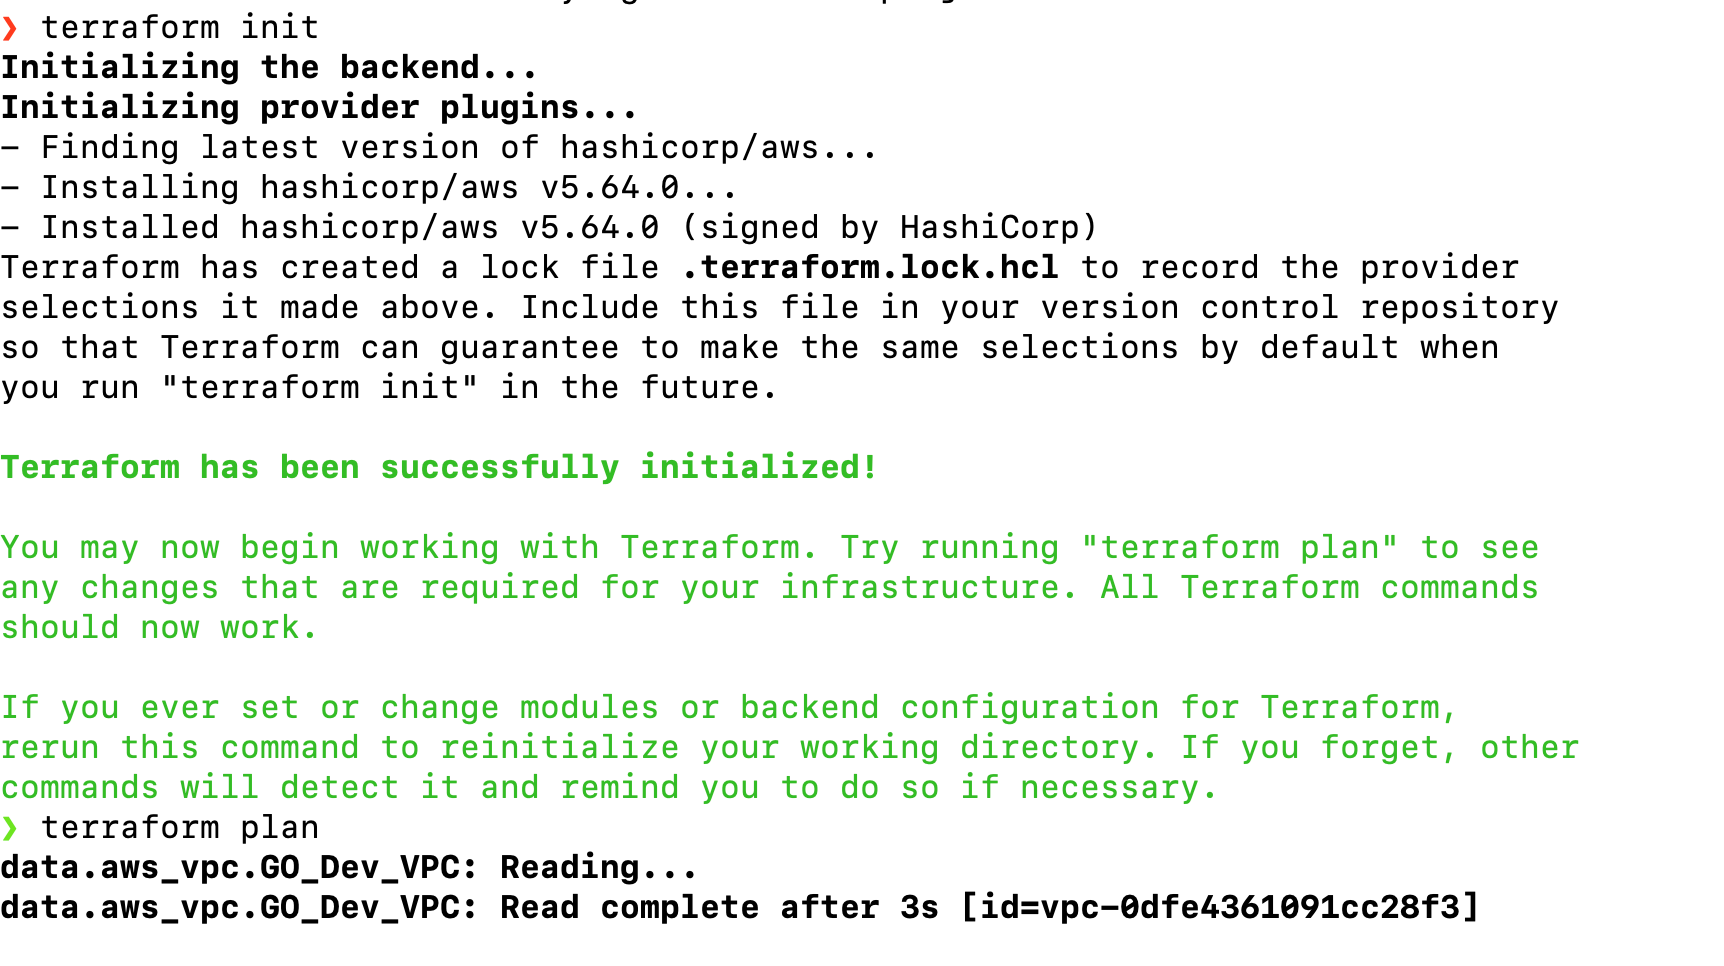 ❯ terraform init
Initializing the backend...
Initializing provider plugins...
- Finding latest version of hashicorp/aws...
- Installing hashicorp/aws v5.64.0...
- Installed hashicorp/aws v5.64.0 (signed by HashiCorp)
Terraform has created a lock file .terraform.lock.hcl to record the provider
selections it made above. Include this file in your version control repository
so that Terraform can guarantee to make the same selections by default when
you run "terraform init" in the future.
Terraform has been successfully initialized!
You may now begin working with Terraform. Try running "terraform plan" to see
any changes that are required for your infrastructure. All Terraform commands
should now work.
If you ever set or change modules or backend configuration for Terraform,
rerun this command to reinitialize your working directory. If you forget, other
commands will detect it and remind you to do so if necessary.
❯ terraform plan
data.aws_vpc.GO_Dev_VPC: Reading...
data.aws_vpc.GO_Dev_VPC: Read complete after 3s [id=vpc-0dfe4361091cc28f3]